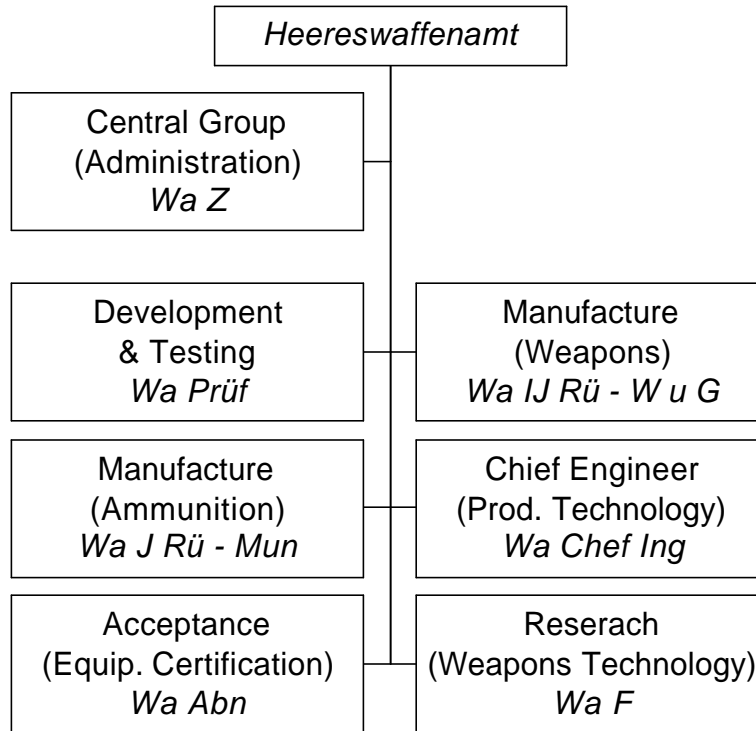 Heereswaffenamt
Central Group
(Administration)
Wa Z
Development
& Testing
Wa Prüf
Manufacture
(Weapons)
Wa IJ Rü - W u G
Manufacture
(Ammunition)
Wa J Rü - Mun
Chief Engineer
(Prod. Technology)
Wa Chef Ing
Acceptance
(Equip. Certification)
Wa Abn
Reserach
(Weapons Technology)
Wa F